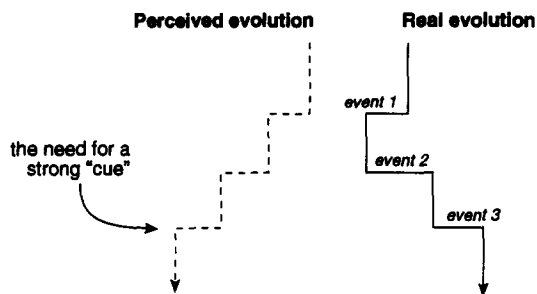 Perceived evolution
Real evolution
event 1
the need for a
strong "cue"
event 2
event 3